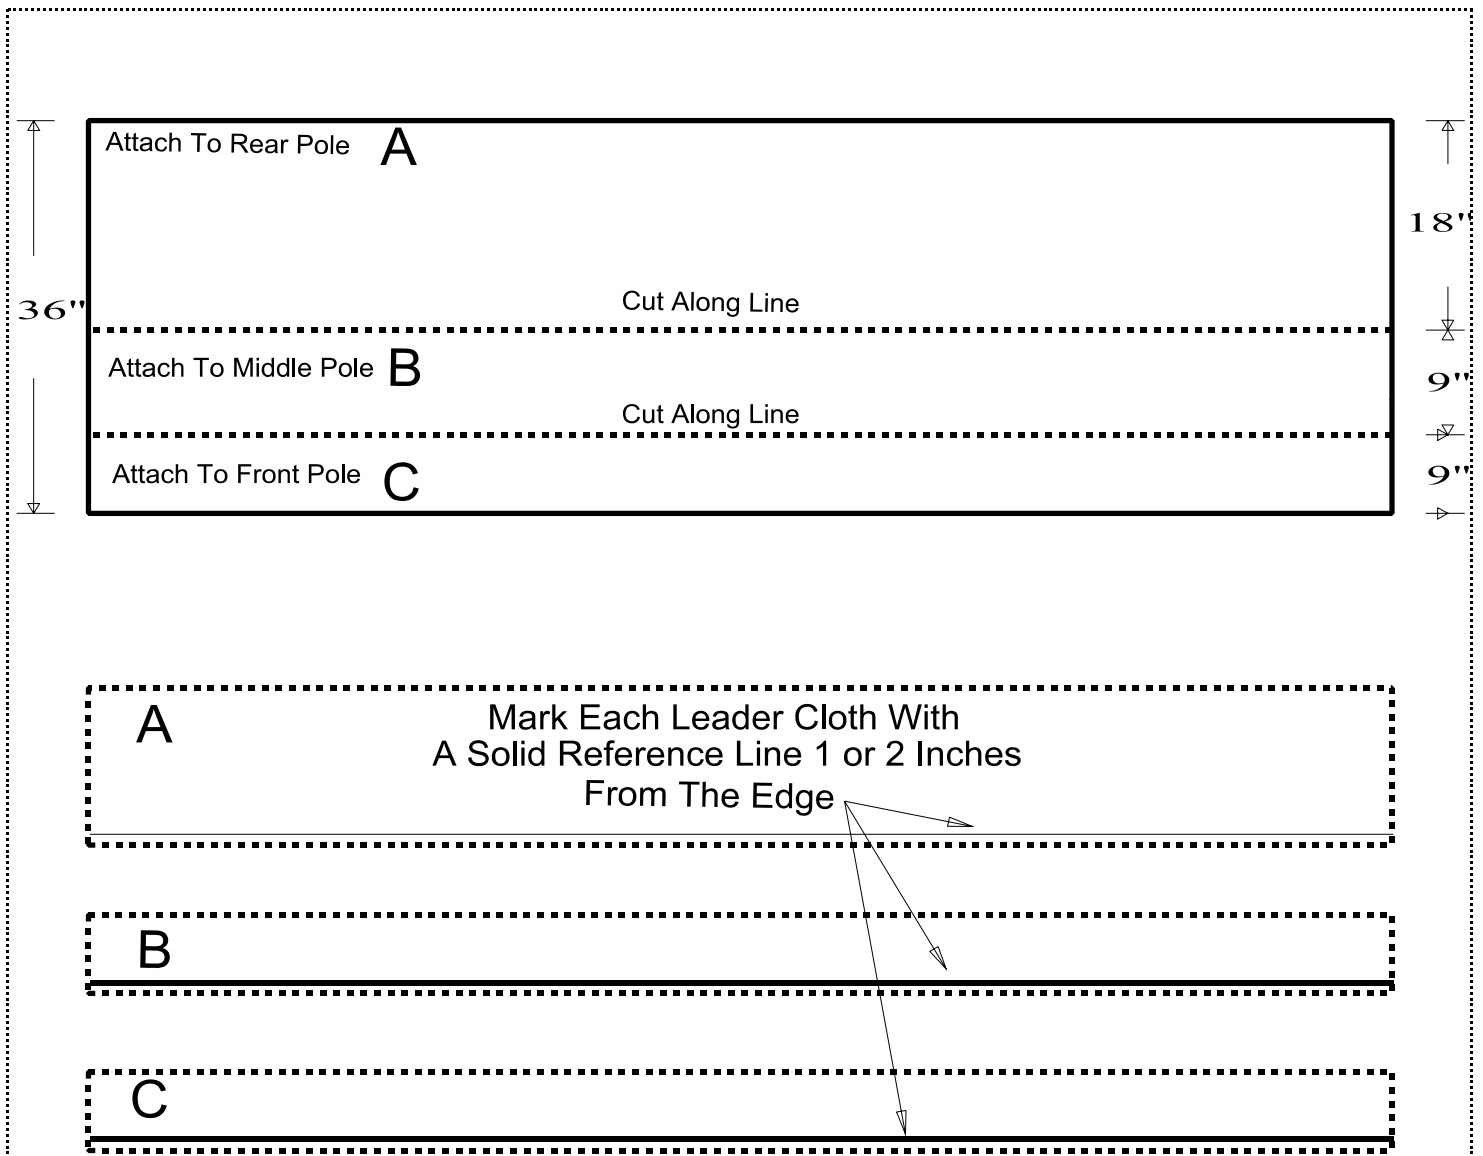 Attach To Rear Pole A
18"
36"
Cut Along Line
Attach To Middle Pole B
9"
Cut Along Line
Attach To Front Pole C
9"
A
Mark Each Leader Cloth With
A Solid Reference Line 1 or 2 Inches
From The Edge
B
C